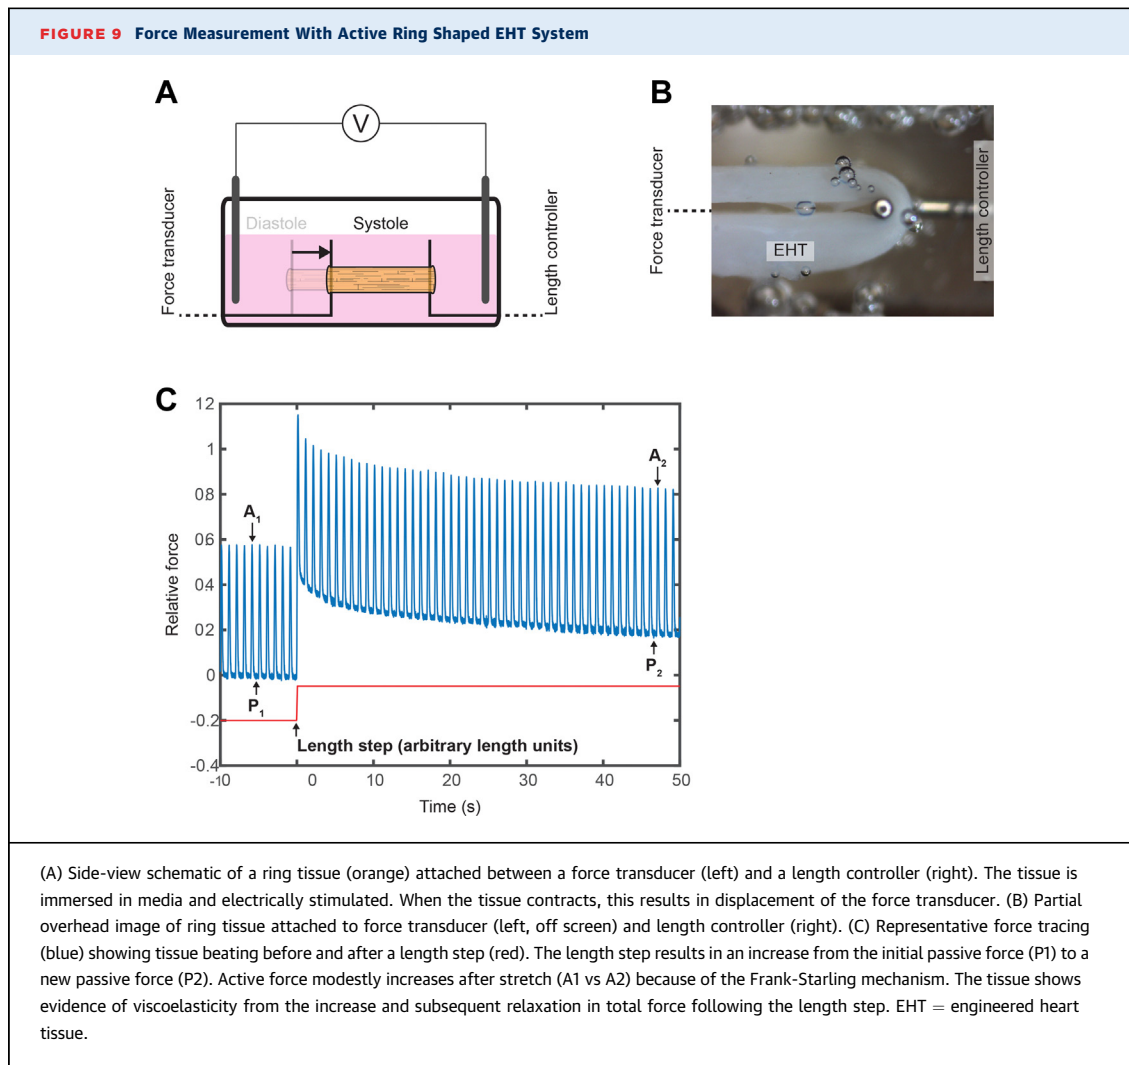 FIGURE 9 Force Measurement With Active Ring Shaped EHT System
A
V
Force transducer
Diastole
Systole
Length controller
B
Force transducer
EHT
Length controller
C
Relative force
12
1
08
06
04
02
0
-0.2
-0.4
A1
P1
A2
P2
Length step (arbitrary length units)
-10
0
10
20
30
40
50
Time (s)
(A) Side-view schematic of a ring tissue (orange) attached between a force transducer (left) and a length controller (right). The tissue is
immersed in media and electrically stimulated. When the tissue contracts, this results in displacement of the force transducer. (B) Partial
overhead image of ring tissue attached to force transducer (left, off screen) and length controller (right). (C) Representative force tracing
(blue) showing tissue beating before and after a length step (red). The length step results in an increase from the initial passive force (P1) to a
new passive force (P2). Active force modestly increases after stretch (A1 vs A2) because of the Frank-Starling mechanism. The tissue shows
evidence of viscoelasticity from the increase and subsequent relaxation in total force following the length step. EHT = engineered heart
tissue.